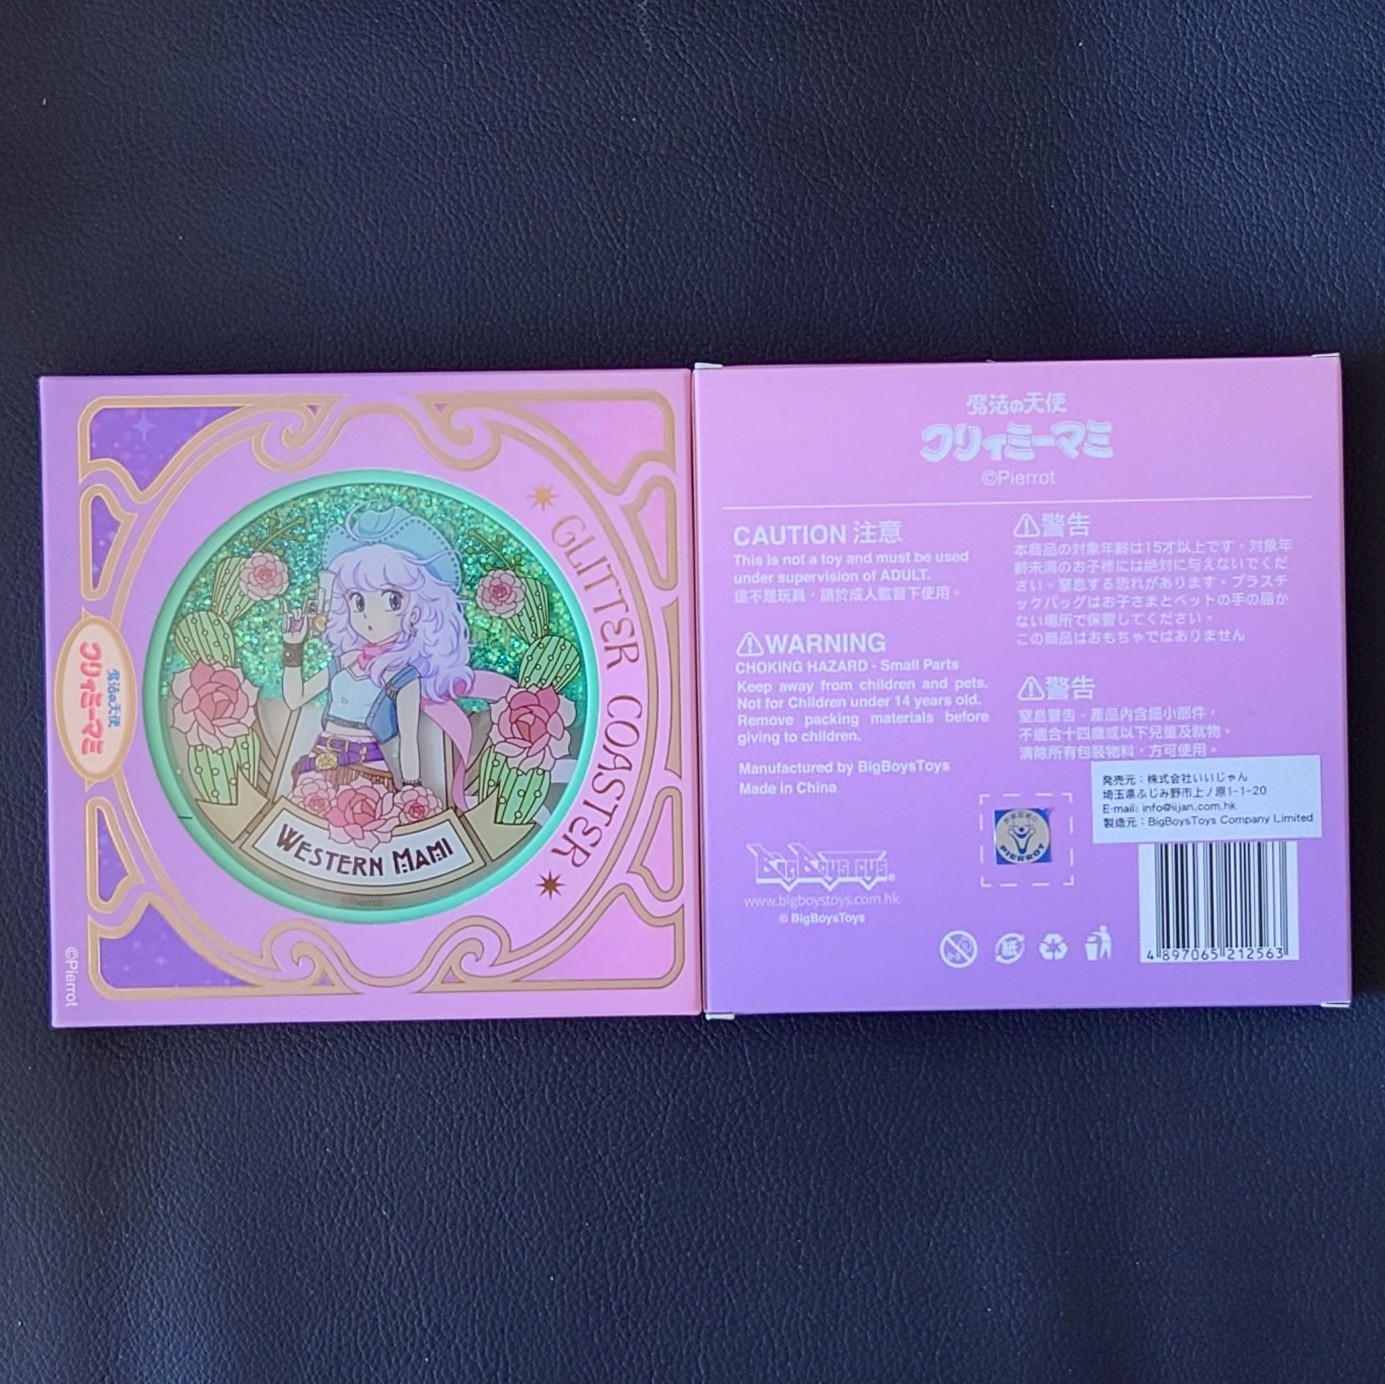 GLITTER COASTER
魔法の天使
クリィミーマミ
WESTERN MAMI
©Pierrot
©Pierrot
魔法の天使
クリィミーマミ
©Pierrot
CAUTION 注意
This is not a toy and must be used
under supervision of ADULT.
這不是玩具，請於成人監督下使用。
WARNING
CHOKING HAZARD - Small Parts
Keep away from children and pets.
Not for Children under 14 years old.
Remove packing materials before
giving to children.
Manufactured by BigBoysToys
Made in China
BigBoysToys®
www.bigboystoys.com.hk
© BigBoysToys
警告
本商品の対象年齢は15才以上です。対象年
齢未満のお子様には絶対に与えないでくだ
さい。窒息する恐れがあります。プラスチ
ックバッグはお子さまとペットの手の届か
ない場所で保管してください。
この商品はおもちゃではありません
警告
窒息警告 - 產品內含細小部件，
不適合十四歲或以下兒童及寵物。
清除所有包裝物料，方可使用。
発売元：株式会社いいじゃん
埼玉県ふじみ野市上ノ原1-1-20
E-mail: info@iijan.com.hk
製造元：BigBoysToys Company Limited
PIERROT
0-3
紙
4 897065 212563